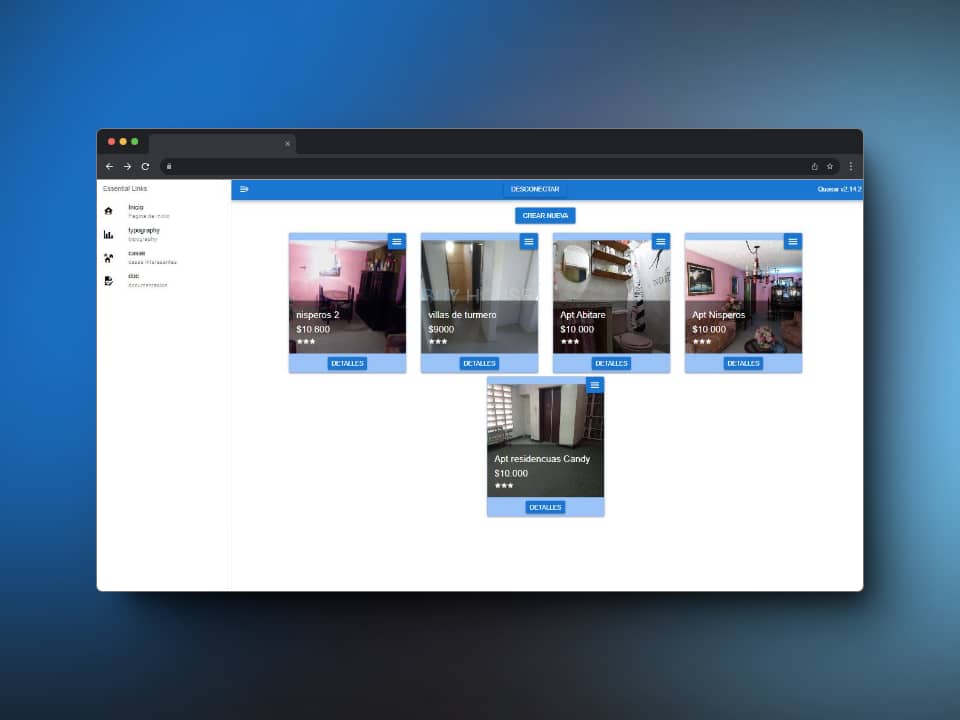 Essential Links
DESCONECTAR
Quasar v2.14.2
Inicio
Pagina de inicio
typography
typography
casas
casas interesantes
doc
documentacion
CREAR NUEVA
nisperos 2
$10.600
DETALLES
villas de turmero
$9000
DETALLES
Apt Abitare
$10.000
DETALLES
Apt Nisperos
$10.000
DETALLES
Apt residencuas Candy
$10.000
DETALLES